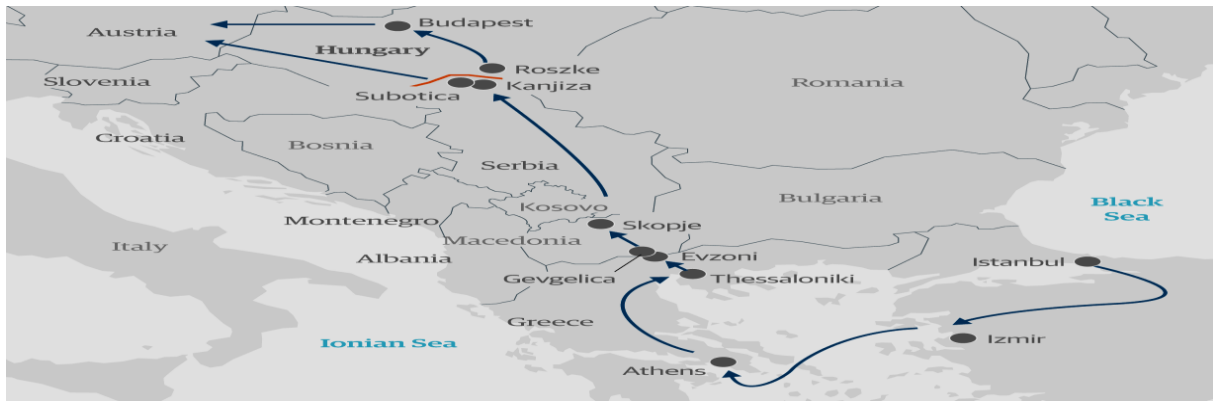 Budapest
Austria
Hungary
Roszke
Slovenia
Kanjiza
Subotica
Romania
Croatia
Bosnia
Serbia
Bulgaria
Black
Sea
Kosovo
Montenegro
Skopje
Macedonia
Italy
Albania
Evzoni
Istanbul
Gevgelica
Thessaloniki
Greece
Ionian Sea
Izmir
Athens